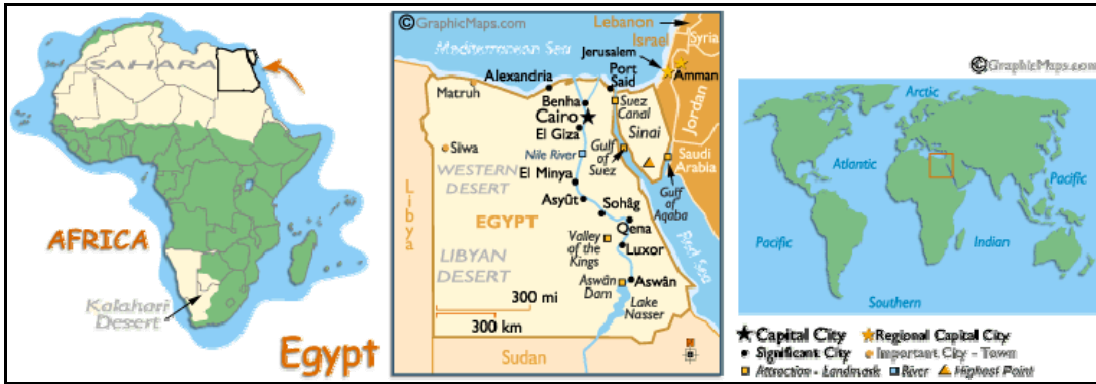 SAHARA
AFRICA
Kalahari
Desert
Egypt
©GraphicMaps.com
Lebanon
Mediterranean Sea
Israel
Syria
Jerusalem
Alexandria
Port
Said
Amman
Matruh
Benha
Suez
Canal
Cairo
El Giza
Sinai
Jordan
Siwa
Nile River
Gulf
of
Suez
Saudi
Arabia
WESTERN
DESERT
El Minya
Gulf
of
Aqaba
Libya
Asyût
Sohâg
EGYPT
Qena
Valley
of the
Kings
Luxor
Red Sea
LIBYAN
DESERT
Aswân
Dam
Aswân
300 mi
Lake
Nasser
300 km
Sudan
©GraphicMaps.com
Arctic
Atlantic
Pacific
Pacific
Indian
Southern
Capital City
Regional Capital City
Significant City
Important City - Town
Attraction - Landmark
River
Highest Point